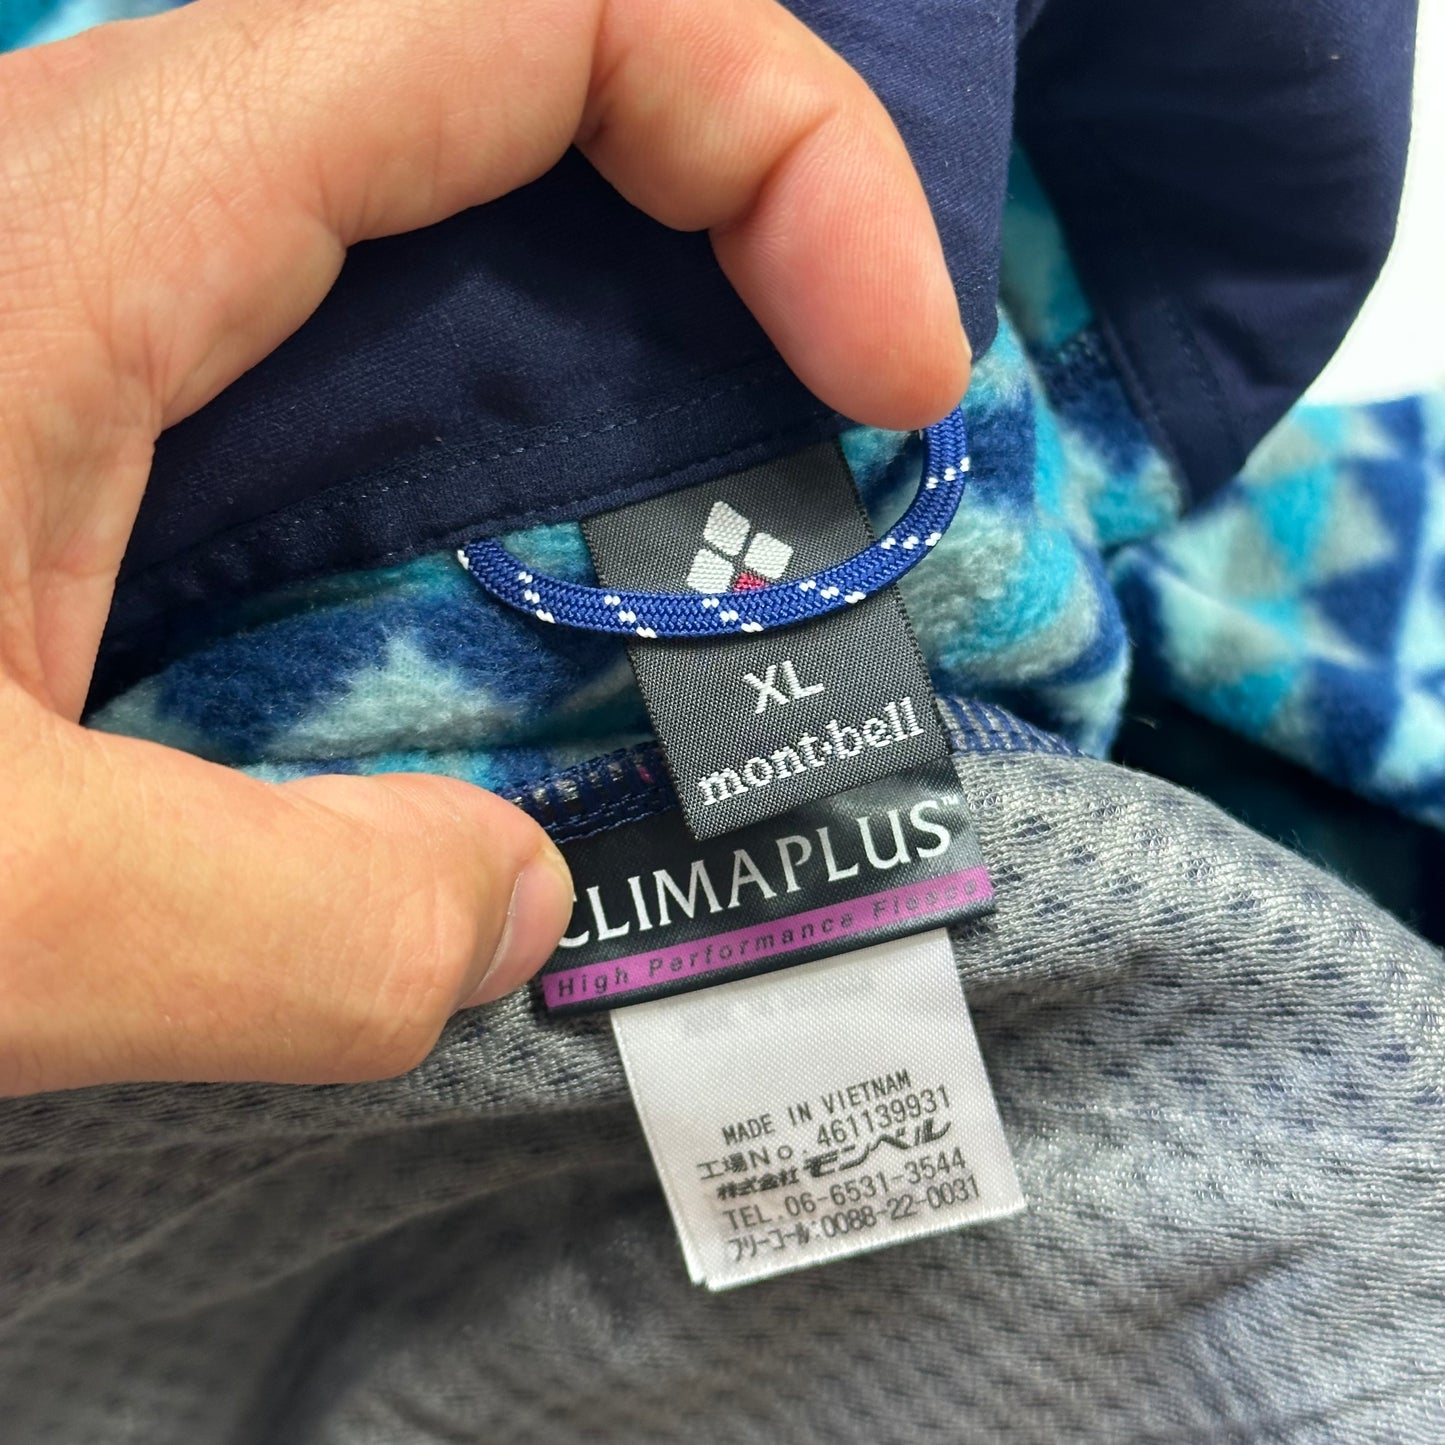 XL
mont·bell
CLIMAPLUS™
High Performance Fleece
MADE IN VIETNAM
工場No. 461139931
株式会社モンベル
TEL. 06-6531-3544
フリーコール:0088-22-0031